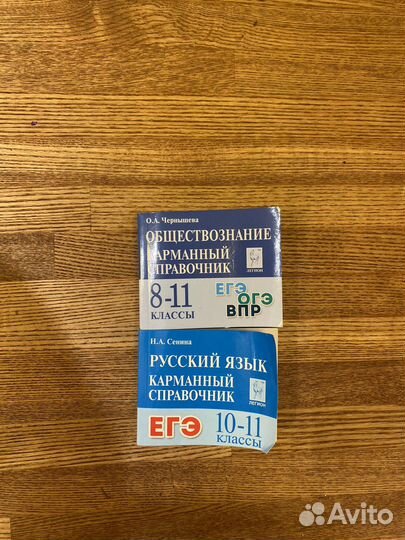 О.А. Чернышева
ОБЩЕСТВОЗНАНИЕ
КАРМАННЫЙ
СПРАВОЧНИК
ЛЕГИОН
8-11
КЛАССЫ
ЕГЭ
ОГЭ
ВПР
Н.А. Сенина
РУССКИЙ ЯЗЫК
КАРМАННЫЙ
СПРАВОЧНИК
ЛЕГИОН
ЕГЭ
10-11
КЛАССЫ
Avito